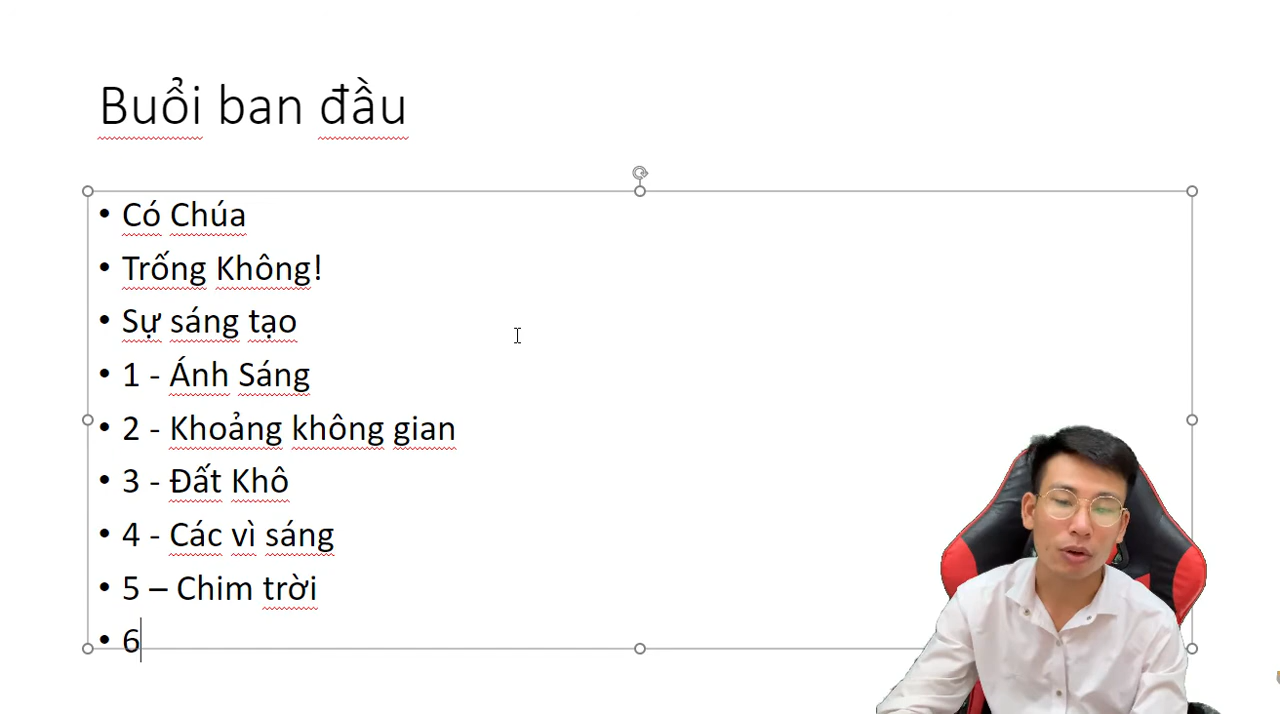 Buổi ban đầu
• Có Chúa
• Trống Không!
• Sự sáng tạo
• 1 - Ánh Sáng
• 2 - Khoảng không gian
• 3 - Đất Khô
• 4 - Các vì sáng
• 5 – Chim trời
• 6